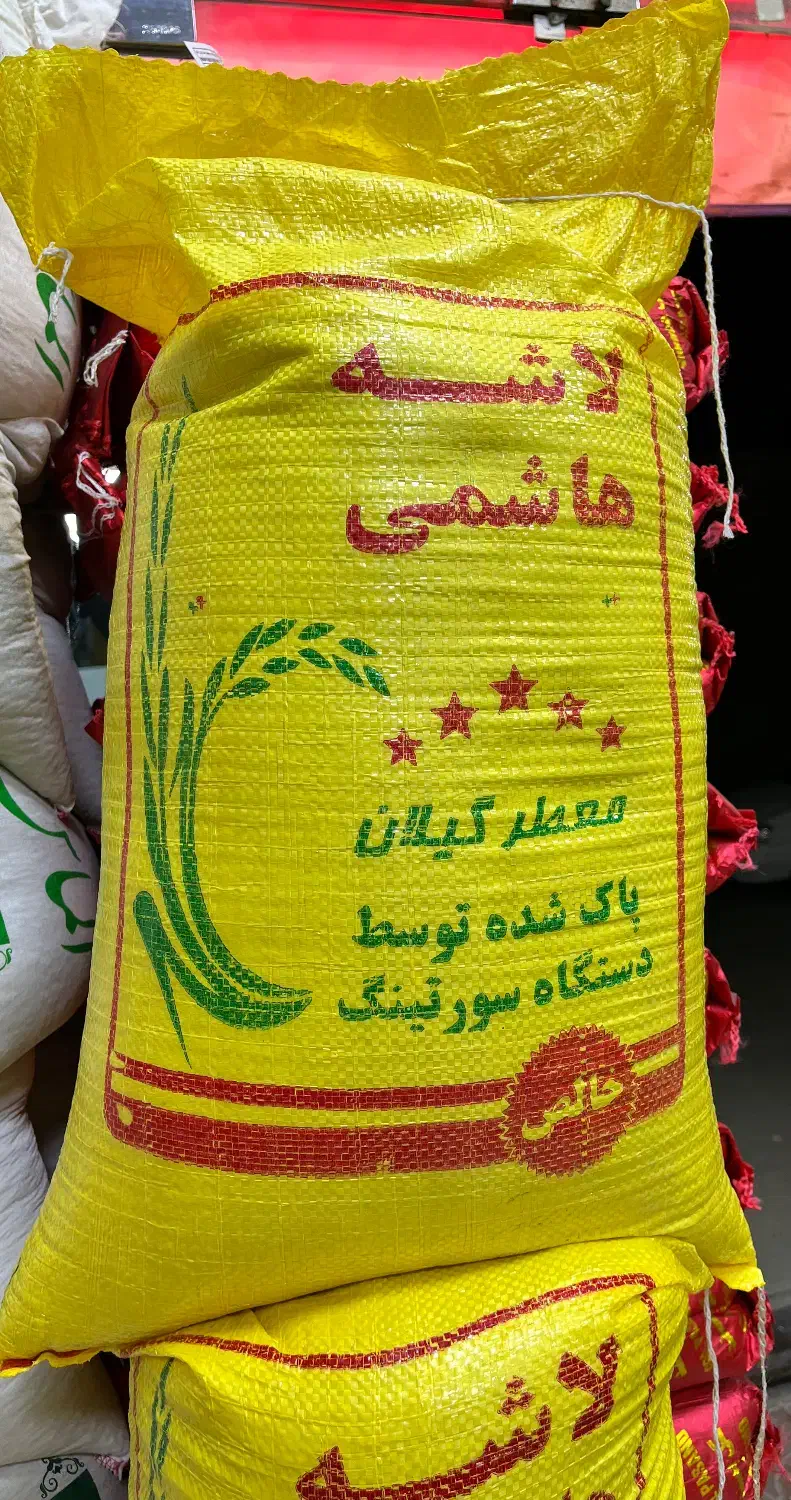 لاشه
هاشمی
معطر گیلان
پاک شده توسط
دستگاه سورتینگ
خالص
لاشه